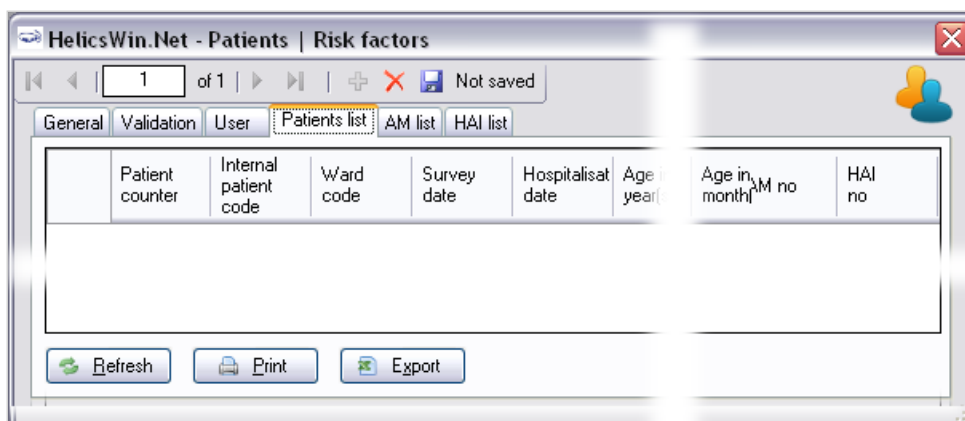 HelicsWin.Net - Patients | Risk factors
1 of 1 Not saved
General Validation User Patients list AM list HAI list
Patient counter
Internal patient code
Ward code
Survey date
Hospitalisat date
Age
Age in month
AM no
HAI no
Refresh Print Export